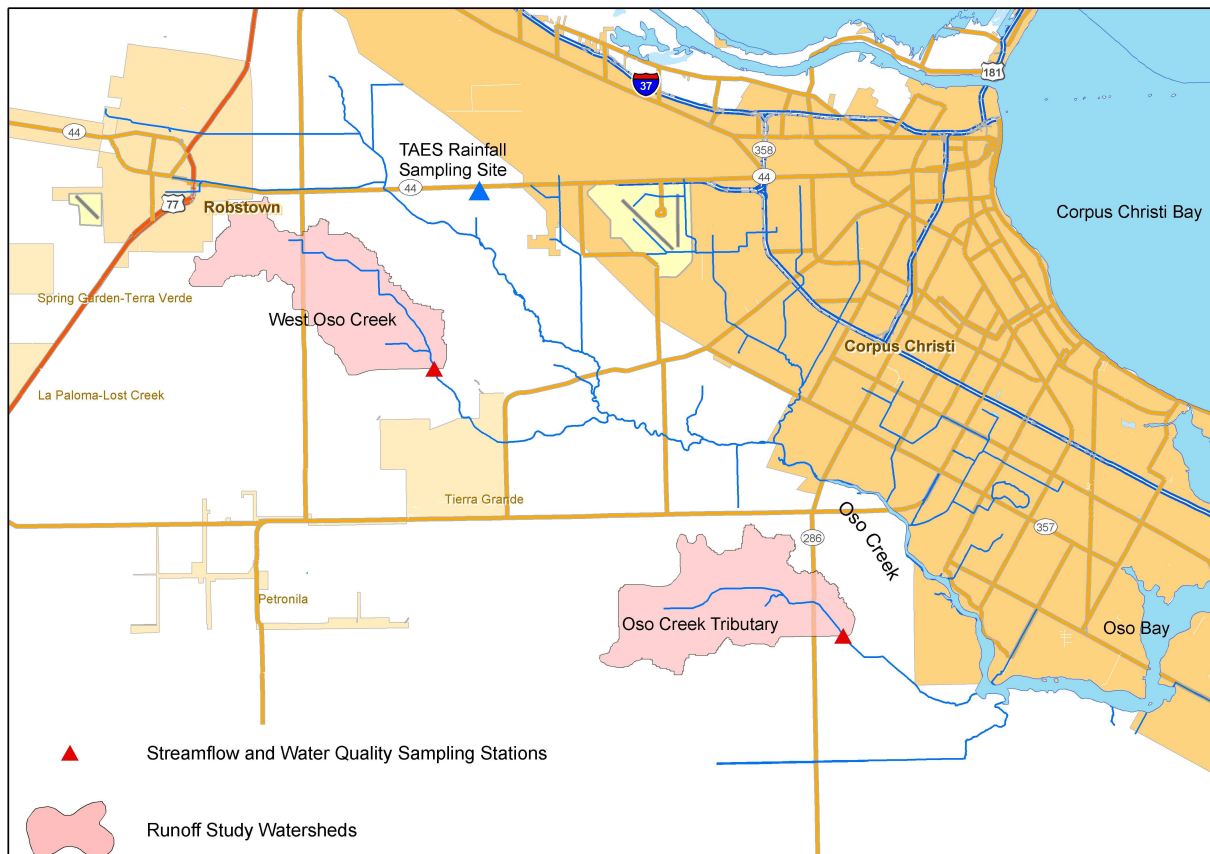 37
181
44
358
TAES Rainfall
Sampling Site
44
44
77
Robstown
Corpus Christi Bay
Spring Garden-Terra Verde
West Oso Creek
Corpus Christi
La Paloma-Lost Creek
Tierra Grande
Oso Creek
357
286
Petronila
Oso Creek Tributary
Oso Bay
Streamflow and Water Quality Sampling Stations
Runoff Study Watersheds